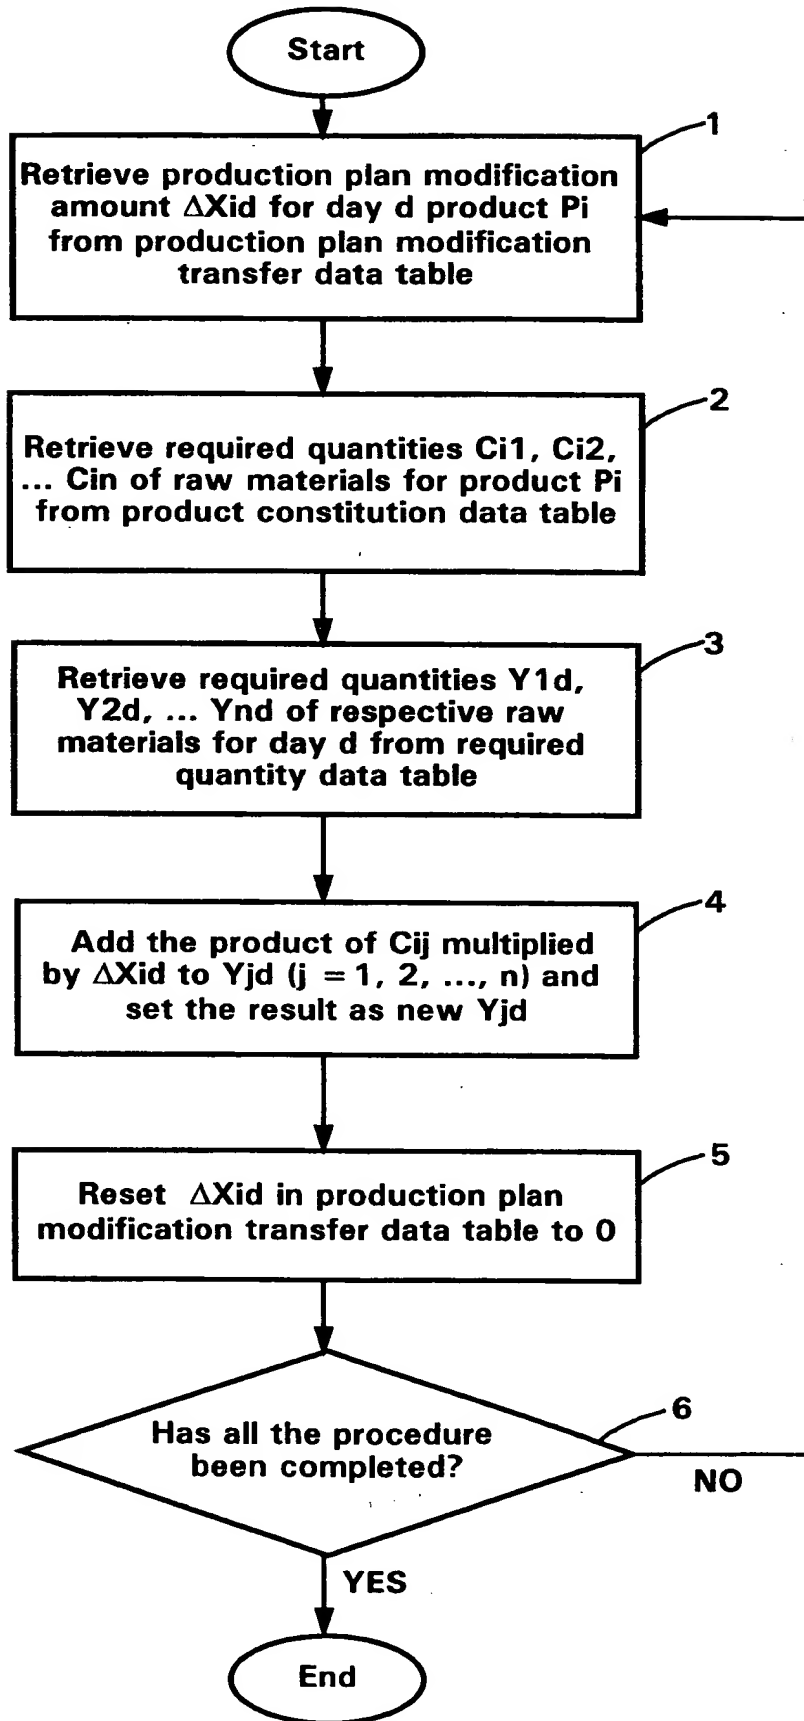 Start
1
Retrieve production plan modification
amount ΔXid for day d product Pi
from production plan modification
transfer data table
2
Retrieve required quantities Ci1, Ci2,
... Cin of raw materials for product Pi
from product constitution data table
3
Retrieve required quantities Y1d,
Y2d, ... Ynd of respective raw
materials for day d from required
quantity data table
4
Add the product of Cij multiplied
by ΔXid to Yjd (j = 1, 2, ..., n) and
set the result as new Yjd
5
Reset ΔXid in production plan
modification transfer data table to 0
6
Has all the procedure
been completed?
NO
YES
End